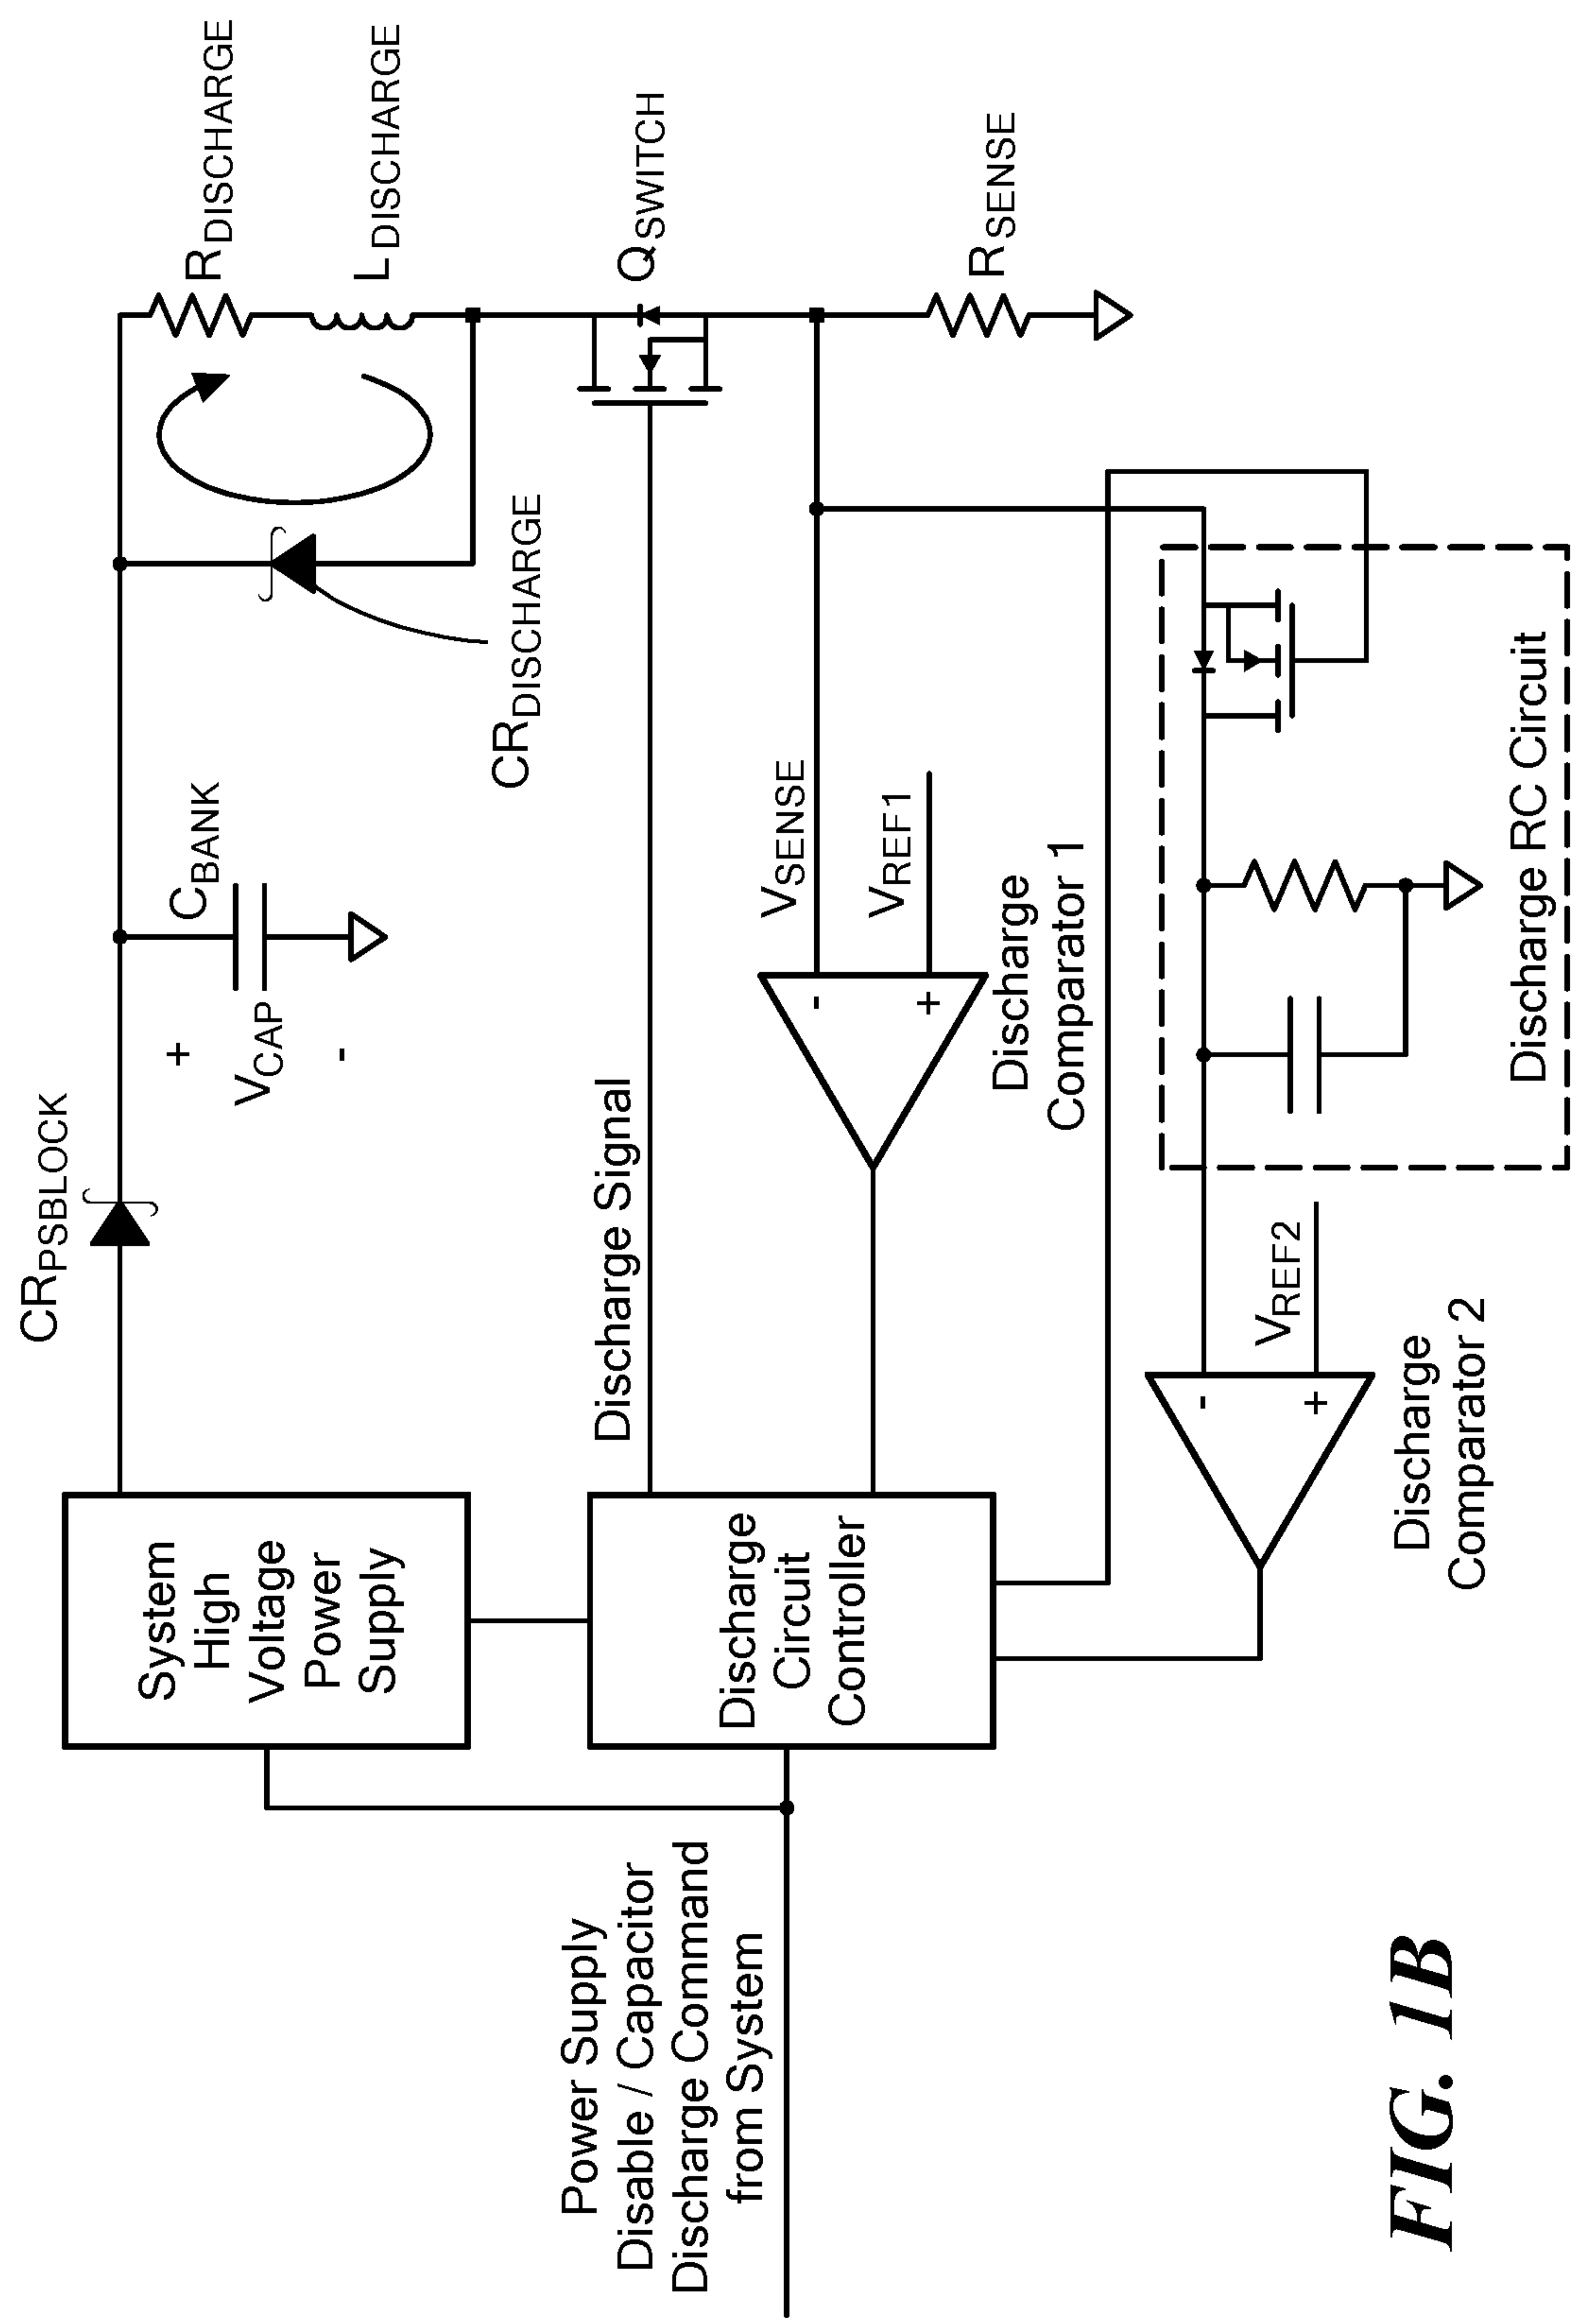 CRPSBLOCK
System
High
Voltage
Power
Supply
+
VCAP
-
CBANK
RDISCHARGE
LDISCHARGE
CRDISCHARGE
QSWITCH
Discharge Signal
Power Supply
Disable / Capacitor
Discharge Command
from System
Discharge
Circuit
Controller
VSENSE
VREF1
-
+
Discharge
Comparator 1
RSENSE
VREF2
-
+
Discharge
Comparator 2
Discharge RC Circuit
FIG. 1B